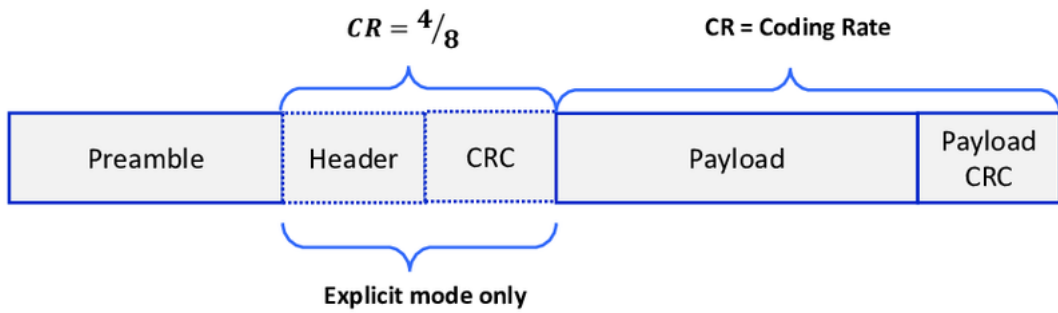 CR = 4/8
CR = Coding Rate
Preamble
Header
CRC
Payload
Payload
CRC
Explicit mode only